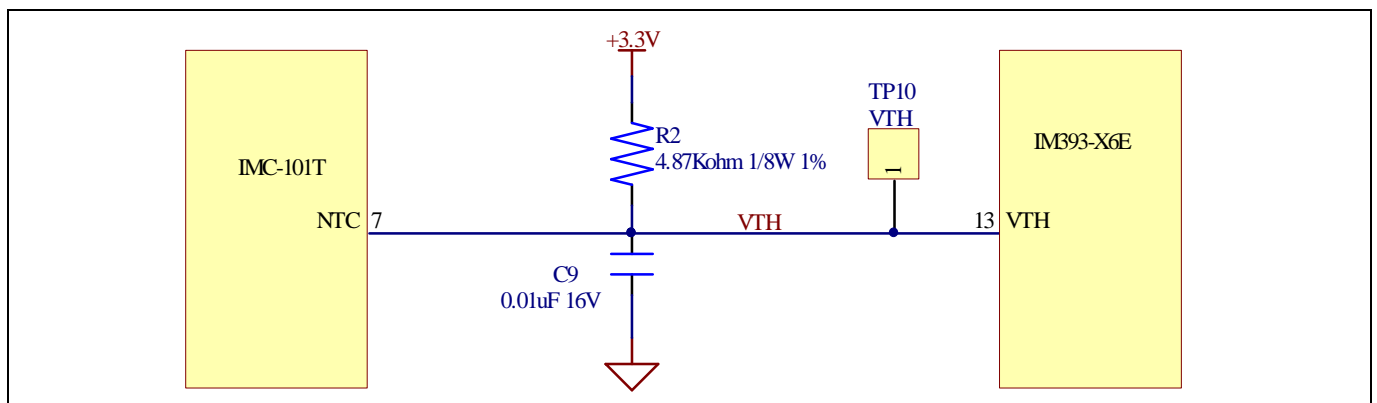 +3.3V
TP10
VTH
R2
4.87Kohm 1/8W 1%
IMC-101T
IM393-X6E
1
NTC 7
VTH
13 VTH
C9
0.01uF 16V